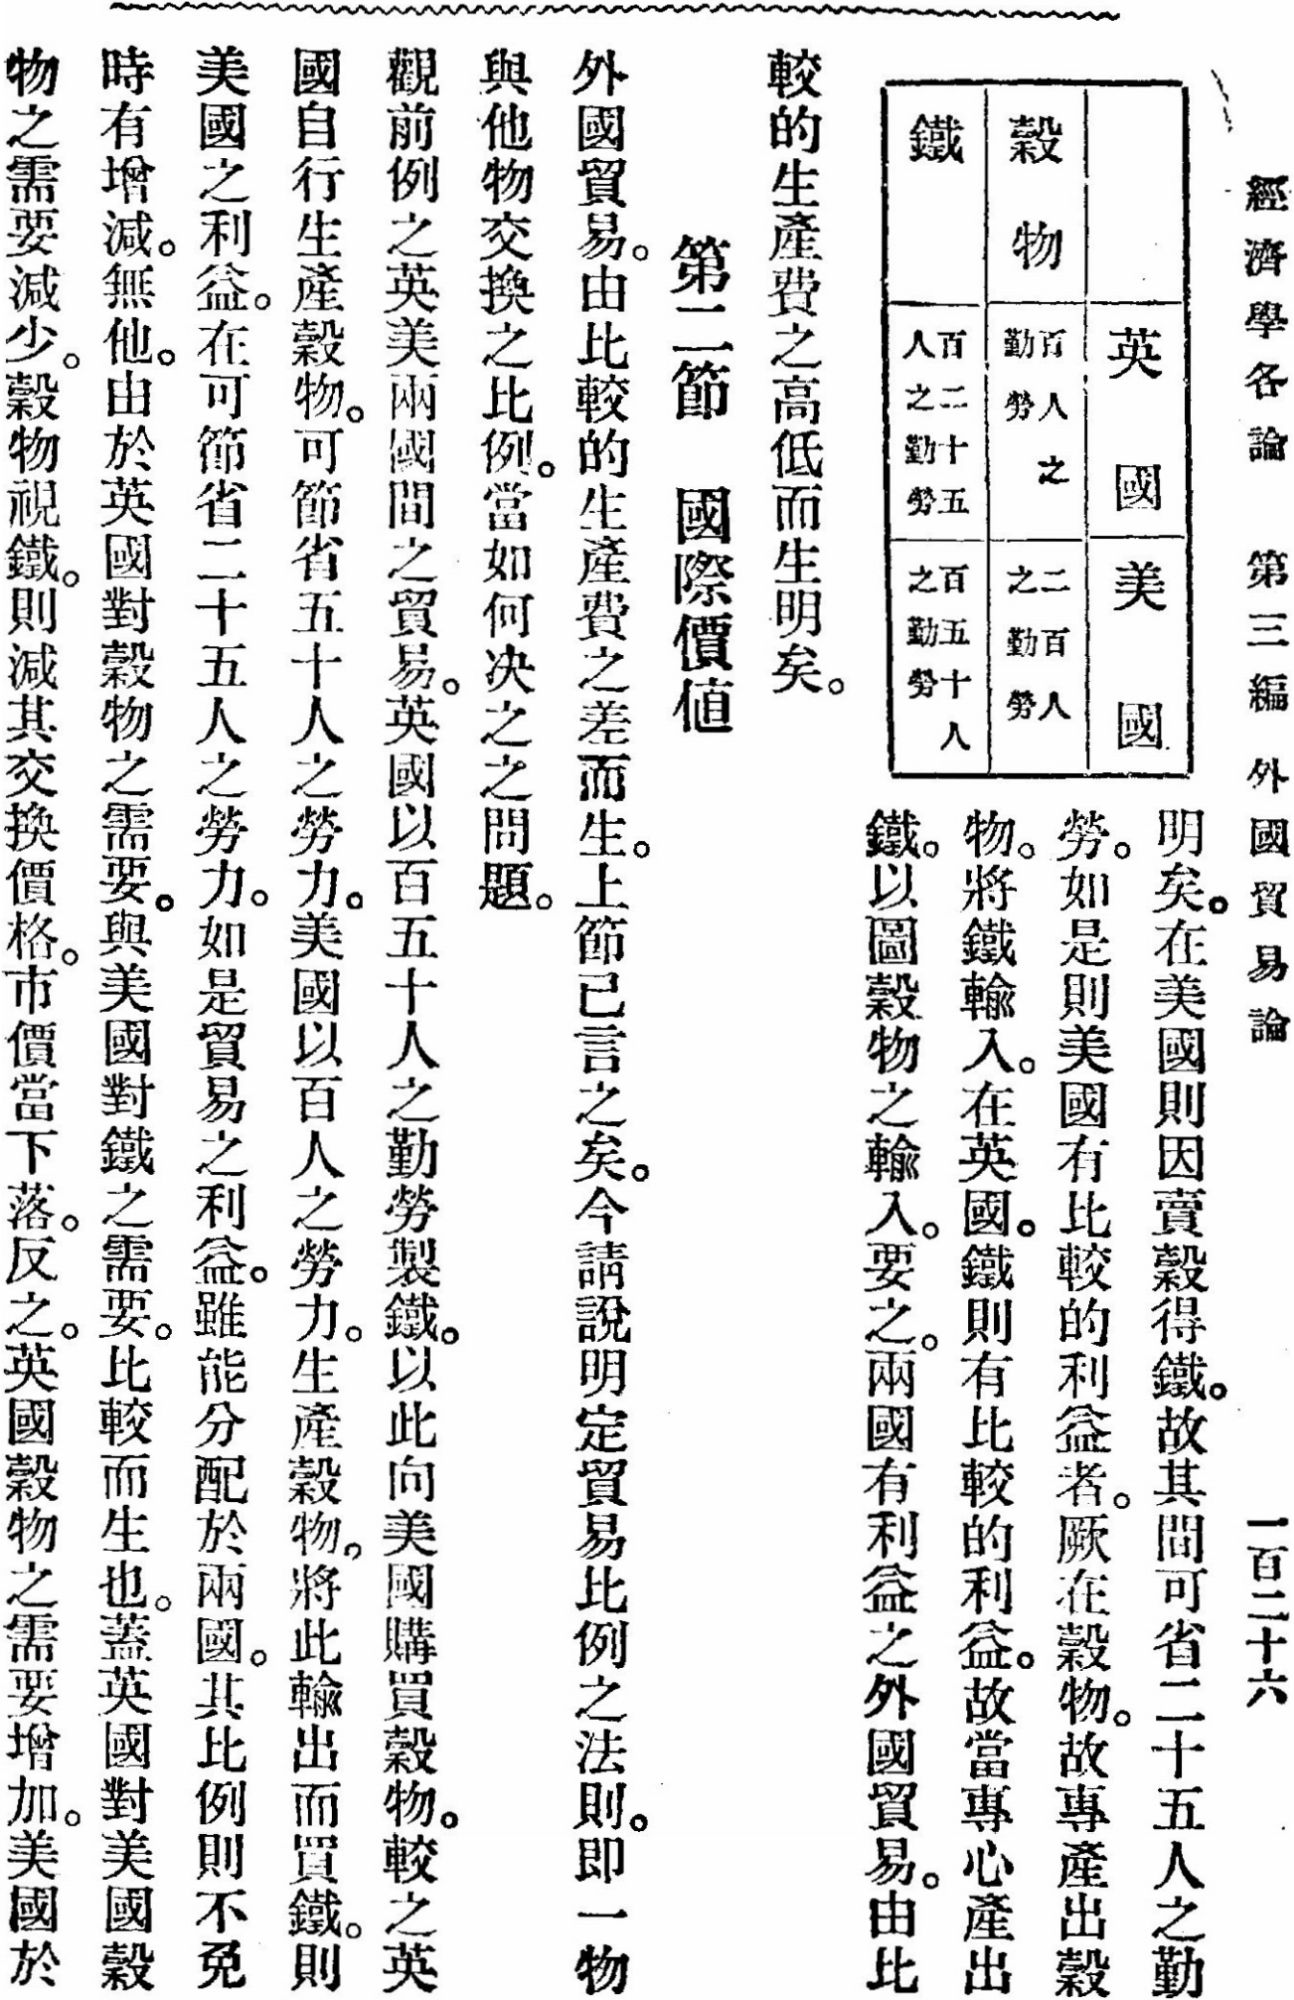 經濟學各論　第三編　外國貿易論　一百二十六
英國　美國
穀物　百人之勤勞　二百人之勤勞
鐵　百二十五人之勤勞　百五十人之勤勞
明矣。在美國則因賣穀得鐵。故其間可省二十五人之勤
勞。如是則美國有比較的利益者。厥在穀物。故專產出穀
物。將鐵輸入。在英國。鐵則有比較的利益。故當專心產出
鐵。以圖穀物之輸入。要之。兩國有利益之外國貿易。由比
較的生產費之高低而生明矣。
第二節　國際價值
外國貿易。由比較的生產費之差而生。上節已言之矣。今請說明定貿易比例之法則。即一物
與他物交換之比例。當如何决之之問題。
觀前例之英美兩國間之貿易。英國以百五十人之勤勞製鐵。以此向美國購買穀物。較之英
國自行生產穀物。可節省五十人之勞力。美國以百人之勞力。生產穀物。將此輸出而買鐵。則
美國之利益。在可節省二十五人之勞力。如是貿易之利益。雖能分配於兩國。其比例則不免
時有增減。無他。由於英國對穀物之需要。與美國對鐵之需要。比較而生也。蓋英國對美國穀
物之需要減少。穀物視鐵。則減其交換價格。市價當下落。反之。英國穀物之需要增加。美國於